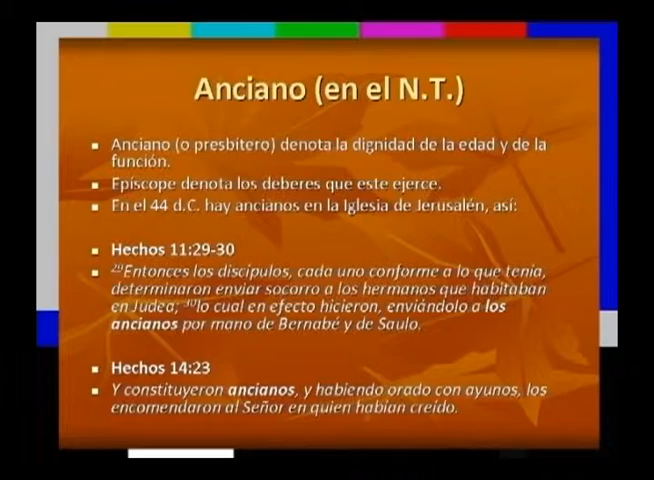 Anciano (en el N.T.)
Anciano (o presbitero) denota la dignidad de la edad y de la
función.
Epíscope denota los deberes que este ejerce.
En el 44 d.C. hay ancianos en la Iglesia de Jerusalén, así:
Hechos 11:29-30
29Entonces los discípulos, cada uno conforme a lo que tenía,
determinaron enviar socorro a los hermanos que habitaban
en Judea; 30lo cual en efecto hicieron, enviándolo a los
ancianos por mano de Bernabé y de Saulo.
Hechos 14:23
Y constituyeron ancianos, y habiendo orado con ayunos, los
encomendaron al Señor en quien habían creído.